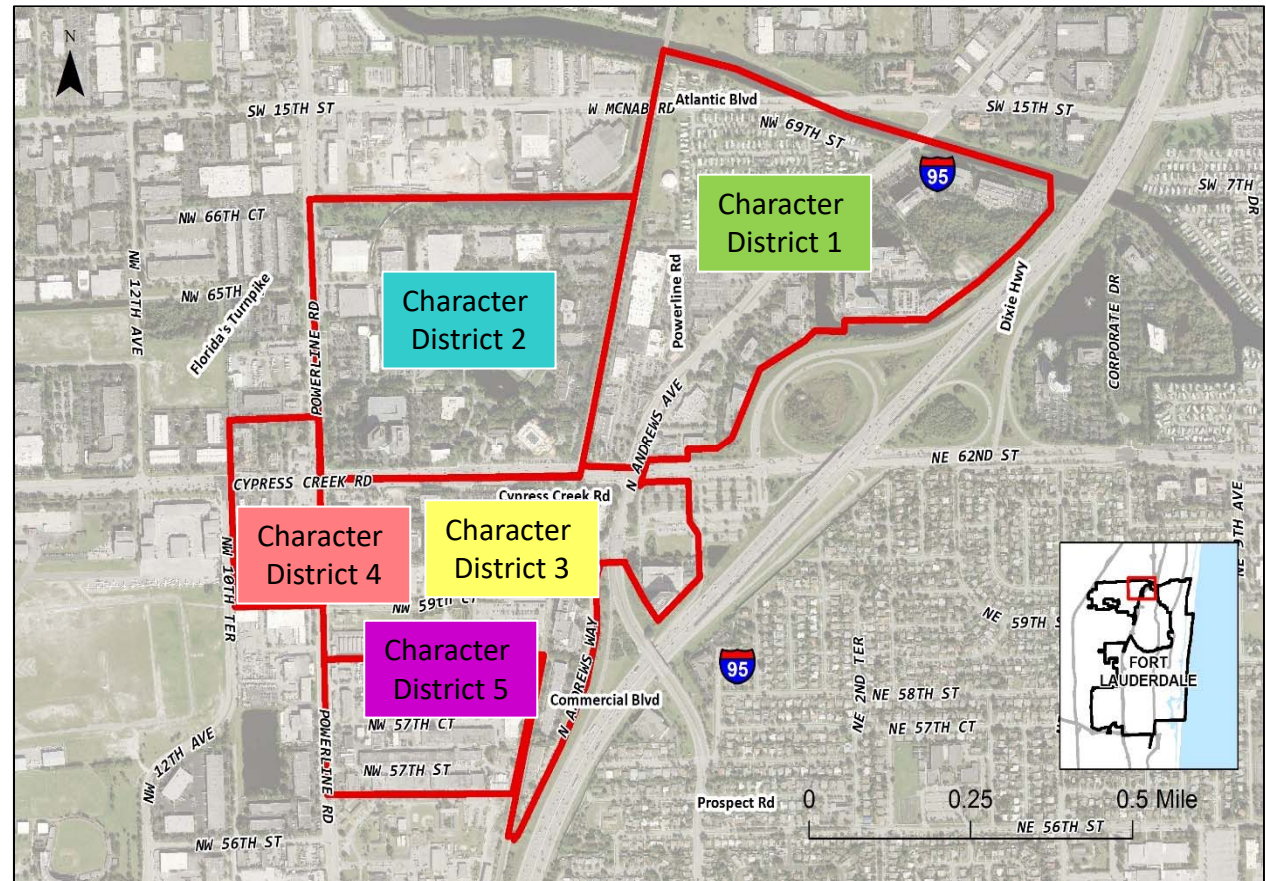 N
SW 15TH ST
W MCNAB RD
Atlantic Blvd
SW 15TH ST
NW 69TH ST
95
SW 7TH DR
NW 66TH CT
Character
District 1
NW 12TH AVE
NW 65TH
Florida's Turnpike
POWERLINE RD
Character
District 2
Powerline Rd
Dixie Hwy
CORPORATE DR
N ANDREWS AVE
CYPRESS CREEK RD
Cypress Creek Rd
NE 62ND ST
Character
District 4
Character
District 3
NW 10TH TER
NW 59TH CT
NE 59TH
Character
District 5
95
NE 2ND TER
NE 58TH ST
NE 57TH CT
N ANDREWS WAY
Commercial Blvd
NW 57TH CT
NW 12TH AVE
POWERLINE RD
NW 57TH ST
Prospect Rd
NW 56TH ST
FORT
LAUDERDALE
0 0.25 0.5 Mile
NE 56TH ST